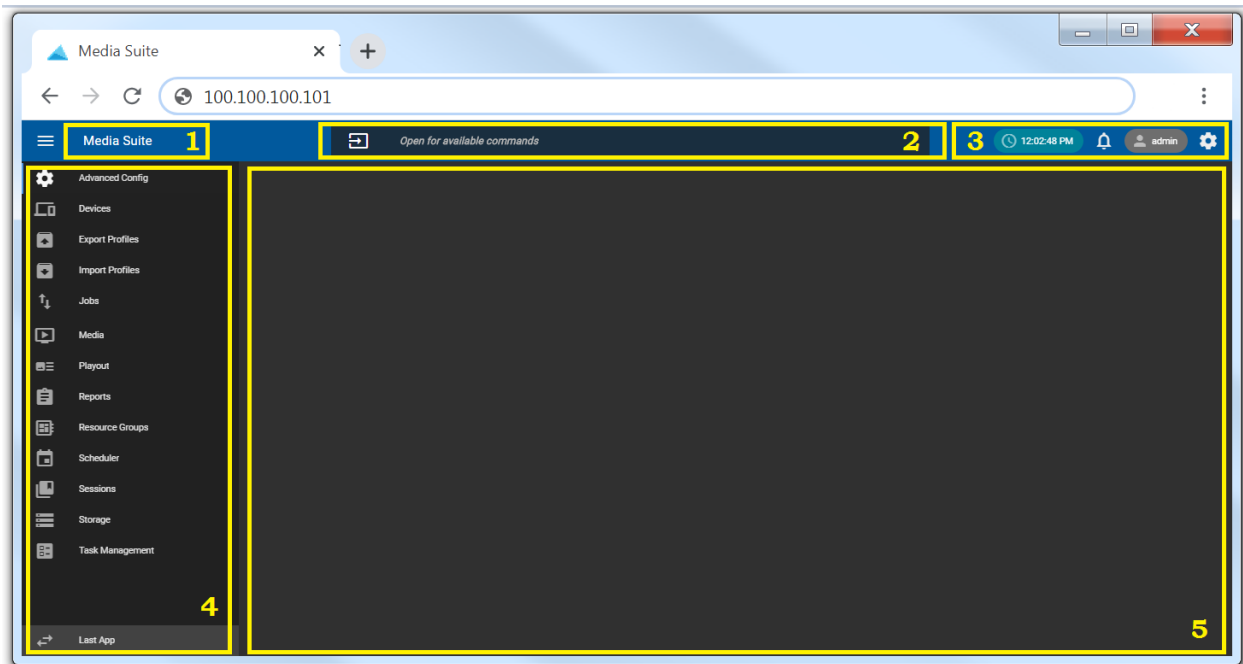 Media Suite
100.100.100.101
Media Suite 1 Open for available commands 2 3 12:02:48 PM admin
Advanced Config
Devices
Export Profiles
Import Profiles
Jobs
Media
Playout
Reports
Resource Groups
Scheduler
Sessions
Storage
Task Management
4
Last App
5